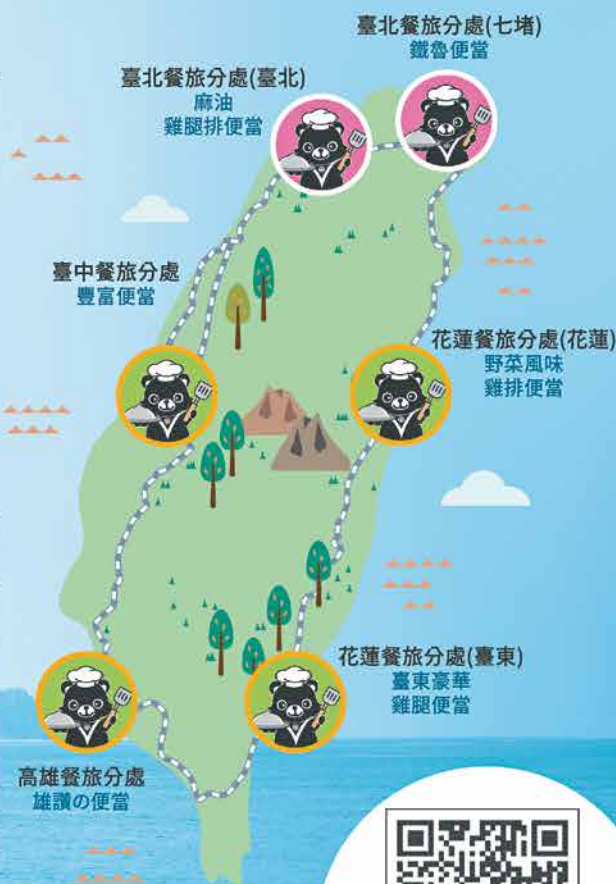 臺北餐旅分處(七堵)
鐵魯便當
臺北餐旅分處(臺北)
麻油
雞腿排便當
臺中餐旅分處
豐富便當
花蓮餐旅分處(花蓮)
野菜風味
雞排便當
花蓮餐旅分處(臺東)
臺東豪華
雞腿便當
高雄餐旅分處
雄讚の便當